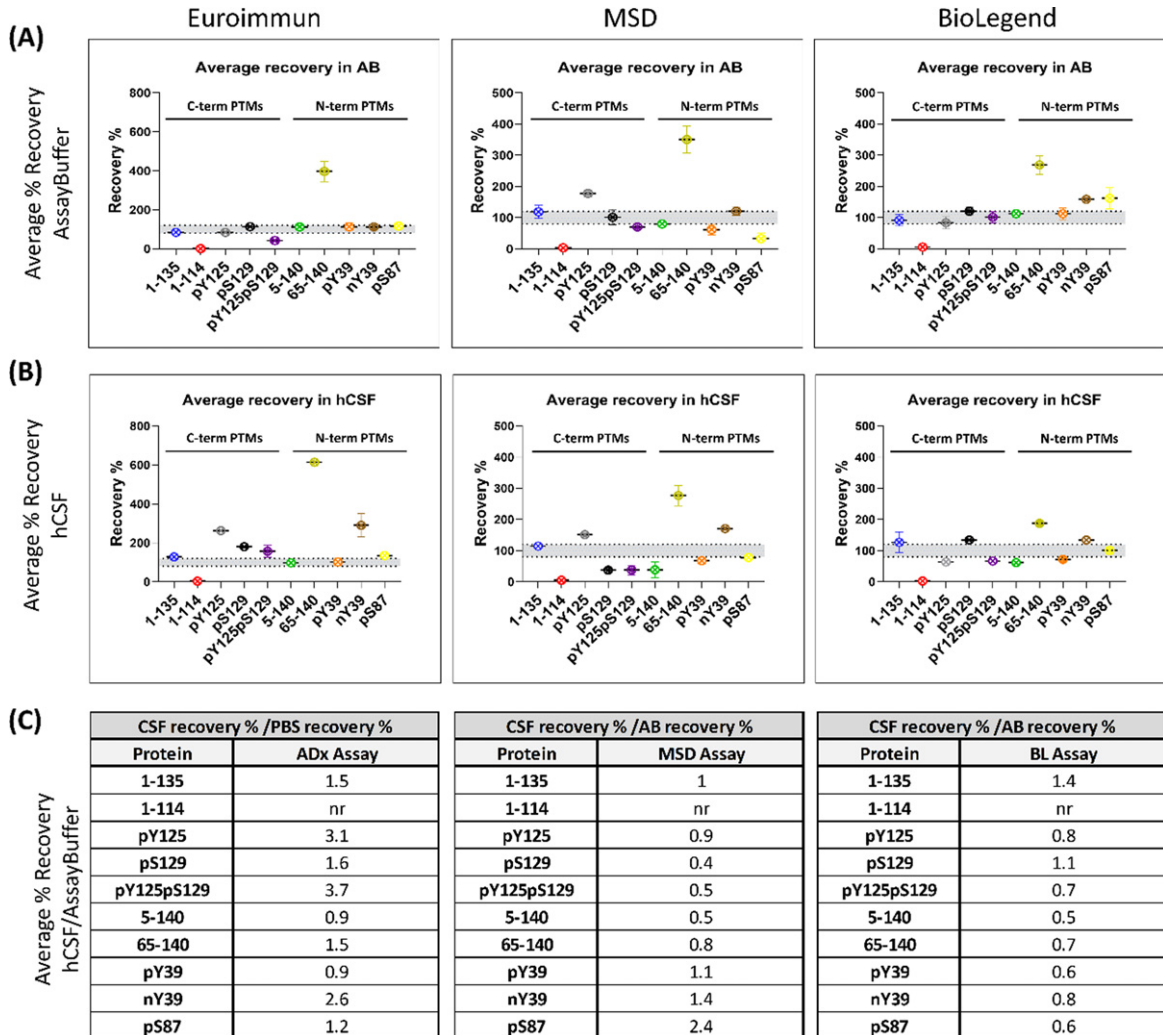 Euroimmun MSD BioLegend
(A)
Average % Recovery
AssayBuffer
Average recovery in AB
C-term PTMs N-term PTMs
Recovery %
800
600
400
200
0
1-135 1-114 pY125 pS129 pY125pS129 5-140 65-140 pY39 nY39 pS87
Average recovery in AB
C-term PTMs N-term PTMs
Recovery %
500
400
300
200
100
0
1-135 1-114 pY125 pS129 pY125pS129 5-140 65-140 pY39 nY39 pS87
Average recovery in AB
C-term PTMs N-term PTMs
Recovery %
500
400
300
200
100
0
1-135 1-114 pY125 pS129 pY125pS129 5-140 65-140 pY39 nY39 pS87
(B)
Average % Recovery
hCSF
Average recovery in hCSF
C-term PTMs N-term PTMs
Recovery %
800
600
400
200
0
1-135 1-114 pY125 pS129 pY125pS129 5-140 65-140 pY39 nY39 pS87
Average recovery in hCSF
C-term PTMs N-term PTMs
Recovery %
500
400
300
200
100
0
1-135 1-114 pY125 pS129 pY125pS129 5-140 65-140 pY39 nY39 pS87
Average recovery in hCSF
C-term PTMs N-term PTMs
Recovery %
500
400
300
200
100
0
1-135 1-114 pY125 pS129 pY125pS129 5-140 65-140 pY39 nY39 pS87
(C)
Average % Recovery
hCSF/AssayBuffer
CSF recovery % /PBS recovery %
Protein ADx Assay
1-135 1.5
1-114 nr
pY125 3.1
pS129 1.6
pY125pS129 3.7
5-140 0.9
65-140 1.5
pY39 0.9
nY39 2.6
pS87 1.2
CSF recovery % /AB recovery %
Protein MSD Assay
1-135 1
1-114 nr
pY125 0.9
pS129 0.4
pY125pS129 0.5
5-140 0.5
65-140 0.8
pY39 1.1
nY39 1.4
pS87 2.4
CSF recovery % /AB recovery %
Protein BL Assay
1-135 1.4
1-114 nr
pY125 0.8
pS129 1.1
pY125pS129 0.7
5-140 0.5
65-140 0.7
pY39 0.6
nY39 0.8
pS87 0.6